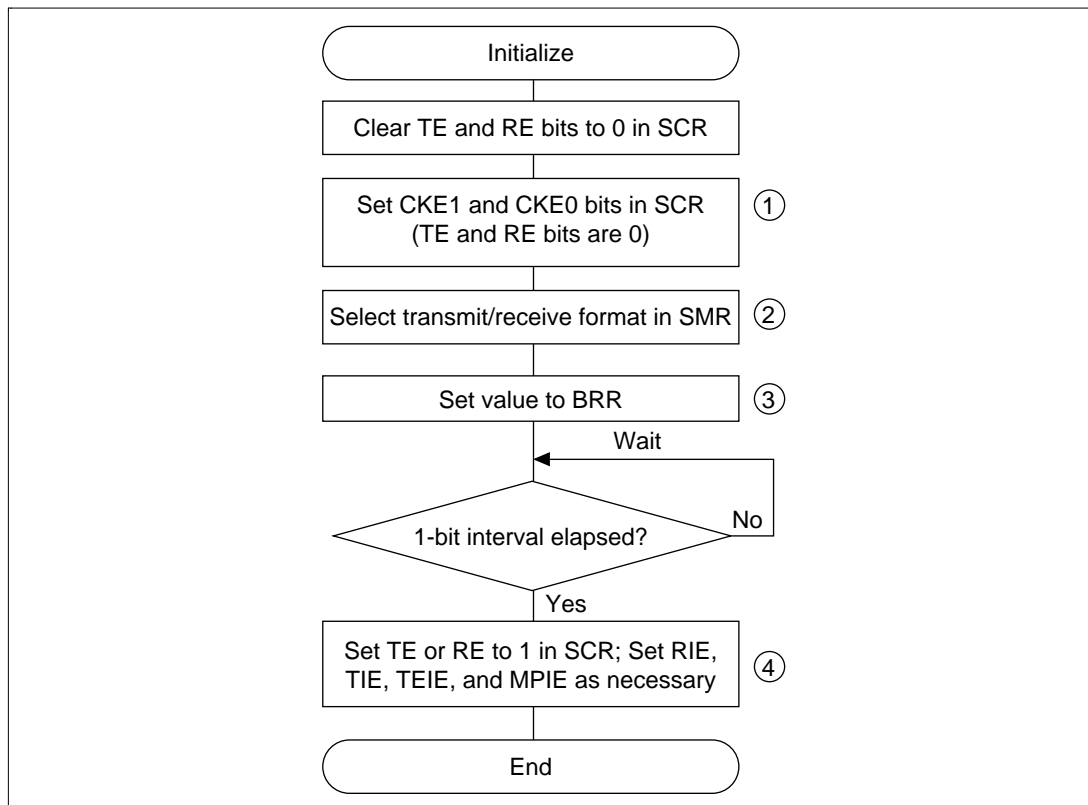 Initialize
Clear TE and RE bits to 0 in SCR
Set CKE1 and CKE0 bits in SCR
(TE and RE bits are 0)
1
Select transmit/receive format in SMR
2
Set value to BRR
3
Wait
1-bit interval elapsed?
No
Yes
Set TE or RE to 1 in SCR; Set RIE,
TIE, TEIE, and MPIE as necessary
4
End